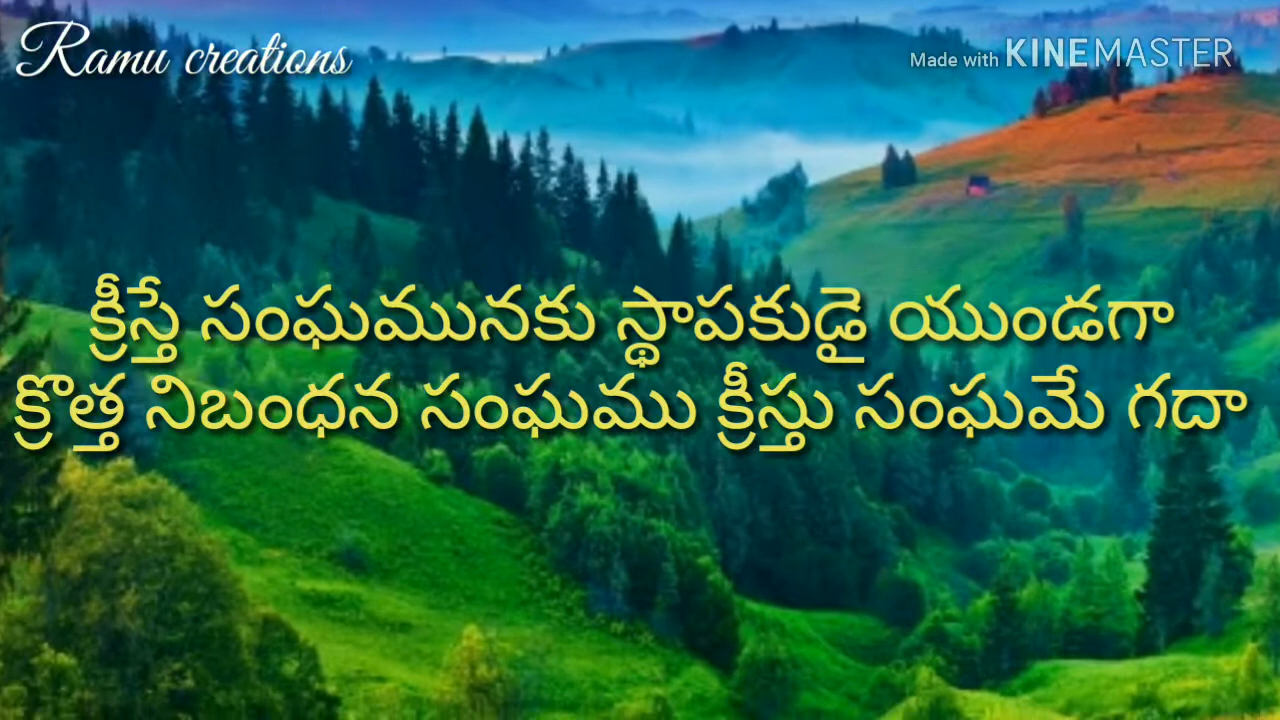 Ramu creations
Made with KINEMASTER
క్రీస్తే సంఘమునకు స్థాపకుడై యుండగా
క్రొత్త నిబంధన సంఘము క్రీస్తు సంఘమే గదా